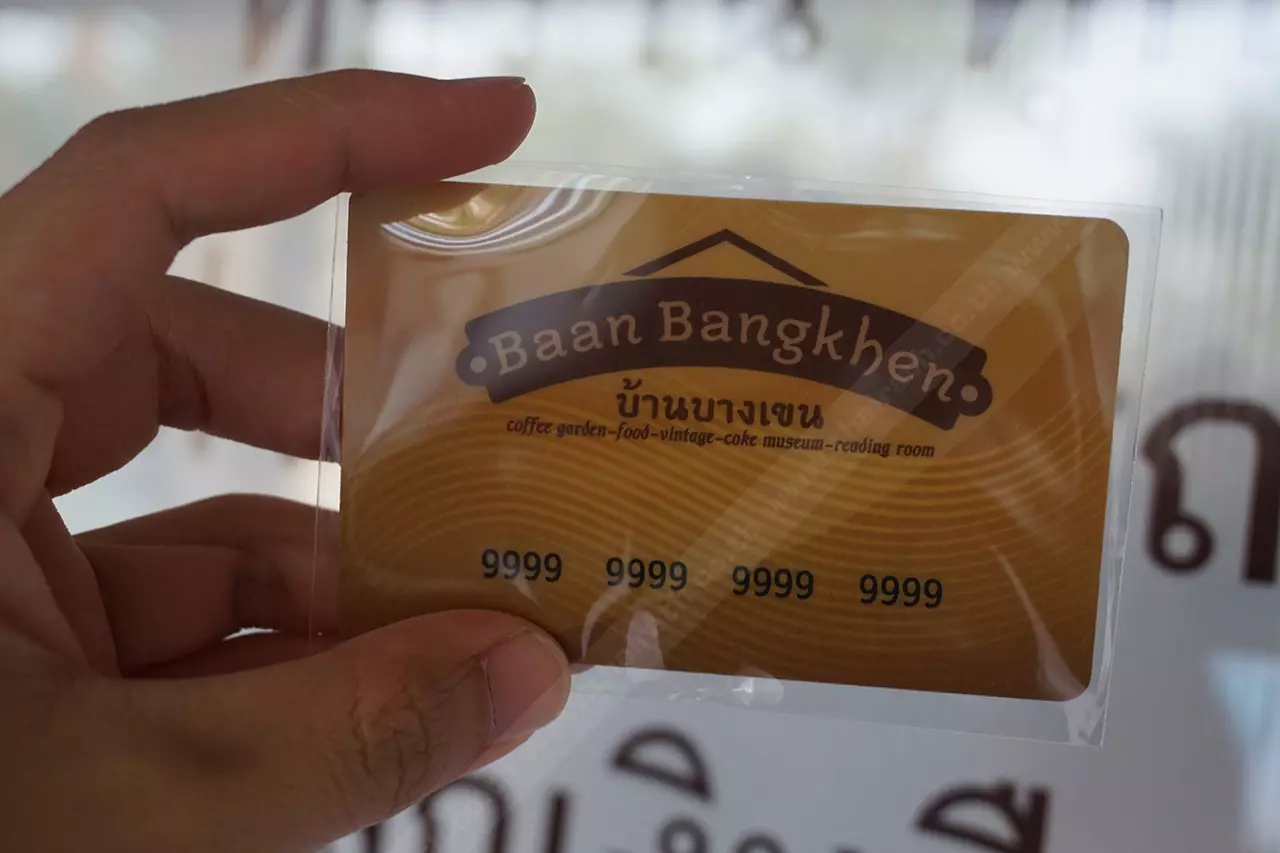 Baan Bangkhen
บ้านบางเขน
coffee garden-food-vintage-coke museum-reading room
9999 9999 9999 9999